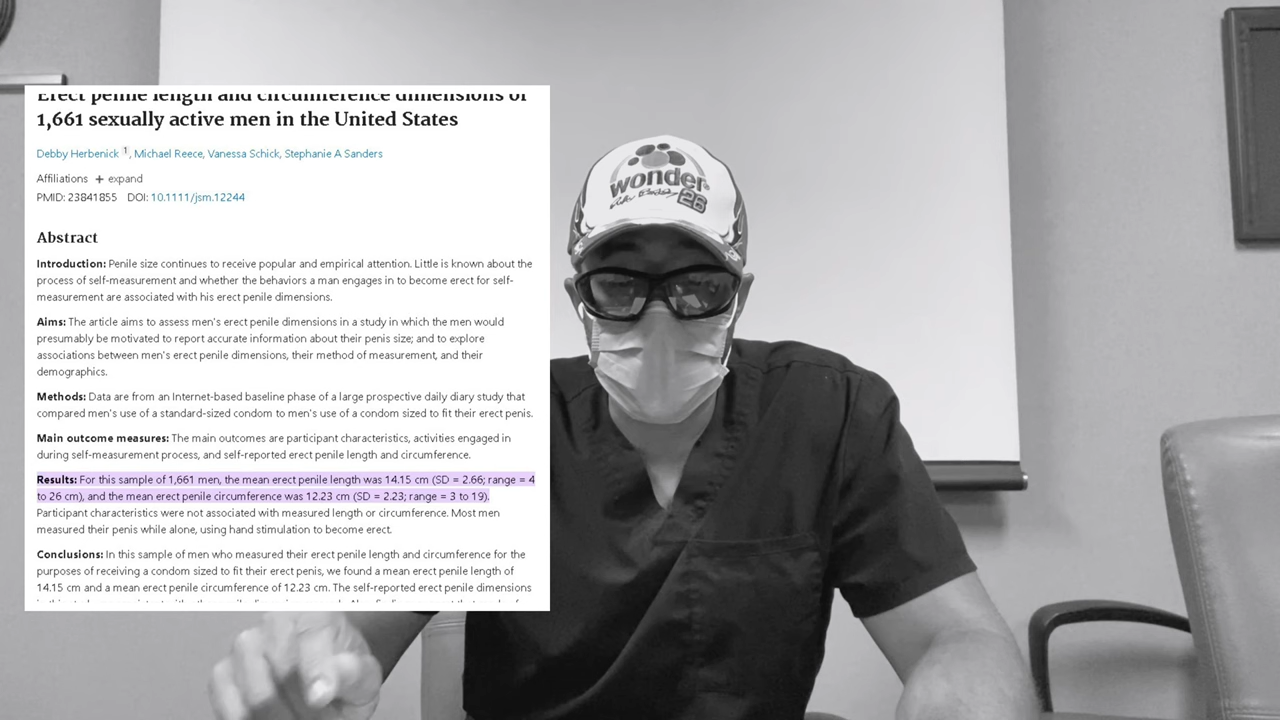 Erect penile length and circumference dimensions of
1,661 sexually active men in the United States
Debby Herbenick 1, Michael Reece, Vanessa Schick, Stephanie A Sanders
Affiliations + expand
PMID: 23841855 DOI: 10.1111/jsm.12244
Abstract
Introduction: Penile size continues to receive popular and empirical attention. Little is known about the
process of self-measurement and whether the behaviors a man engages in to become erect for self-
measurement are associated with his erect penile dimensions.
Aims: The article aims to assess men's erect penile dimensions in a study in which the men would
presumably be motivated to report accurate information about their penis size; and to explore
associations between men's erect penile dimensions, their method of measurement, and their
demographics.
Methods: Data are from an Internet-based baseline phase of a large prospective daily diary study that
compared men's use of a standard-sized condom to men's use of a condom sized to fit their erect penis.
Main outcome measures: The main outcomes are participant characteristics, activities engaged in
during self-measurement process, and self-reported erect penile length and circumference.
Results: For this sample of 1,661 men, the mean erect penile length was 14.15 cm (SD = 2.66; range = 4
to 26 cm), and the mean erect penile circumference was 12.23 cm (SD = 2.23; range = 3 to 19).
Participant characteristics were not associated with measured length or circumference. Most men
measured their penis while alone, using hand stimulation to become erect.
Conclusions: In this sample of men who measured their erect penile length and circumference for the
purposes of receiving a condom sized to fit their erect penis, we found a mean erect penile length of
14.15 cm and a mean erect penile circumference of 12.23 cm. The self-reported erect penile dimensions
wonder
26